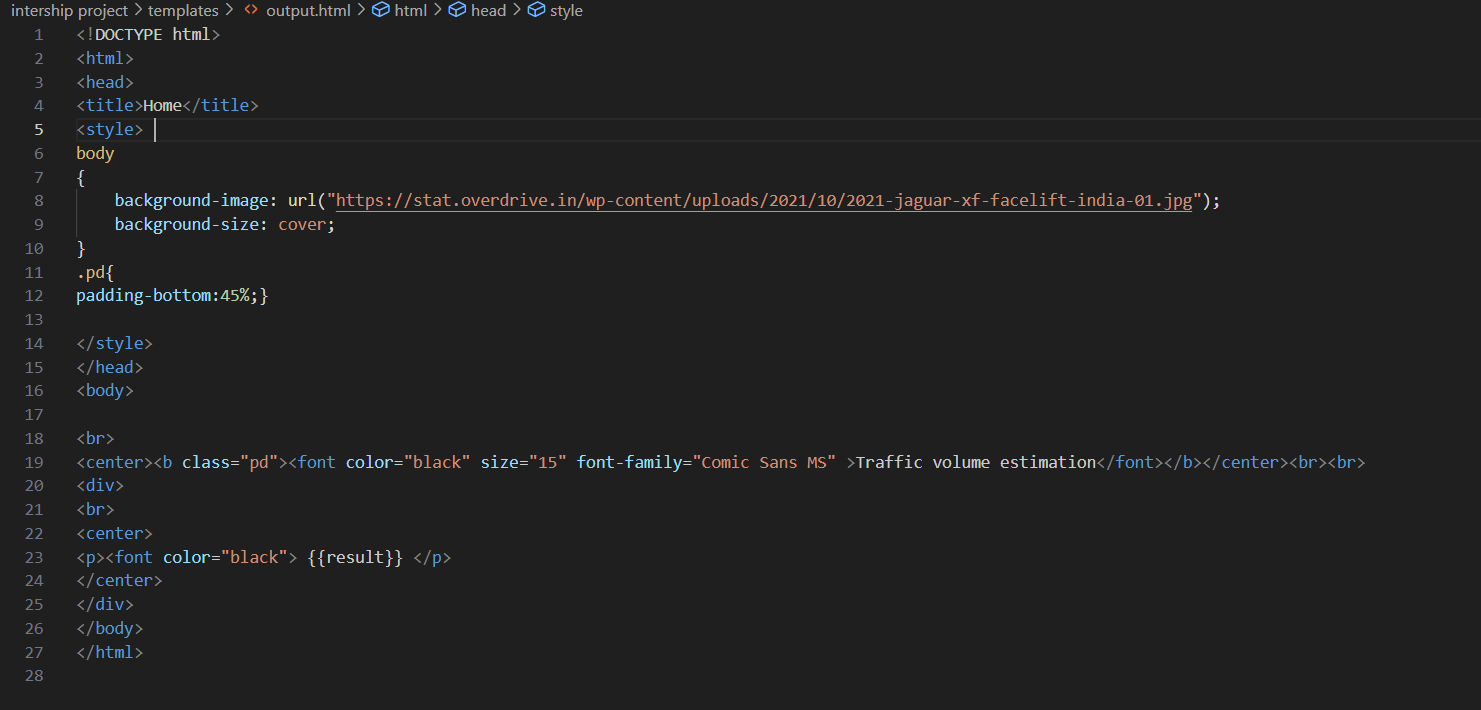 intership project > templates > <> output.html > html > head > style
1 <!DOCTYPE html>
2 <html>
3 <head>
4 <title>Home</title>
5 <style>
6 body
7 {
8     background-image: url("https://stat.overdrive.in/wp-content/uploads/2021/10/2021-jaguar-xf-facelift-india-01.jpg");
9     background-size: cover;
10 }
11 .pd{
12 padding-bottom:45%;}
13
14 </style>
15 </head>
16 <body>
17
18 <br>
19 <center><b class="pd"><font color="black" size="15" font-family="Comic Sans MS" >Traffic volume estimation</font></b></center><br><br>
20 <div>
21 <br>
22 <center>
23 <p><font color="black"> {{result}} </p>
24 </center>
25 </div>
26 </body>
27 </html>
28